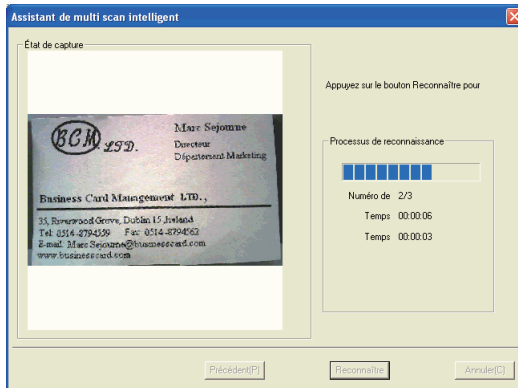 Assistant de multi scan intelligent
État de capture
BCM LTD.
Marc Sejourne
Directeur
Département Marketing
Business Card Management LTD.,
35, Riverwood Grove, Dublin 15 ,Ireland
Tel: 0514 -8794559 Fax: 0514 -8794562
E-mail: Marc Sejourne@businesscard.com
www.businesscard.com
Appuyez sur le bouton Reconnaître pour
Processus de reconnaissance
Numéro de 2/3
Temps 00:00:06
Temps 00:00:03
Précédent(P)
Reconnaître
Annuler(C)